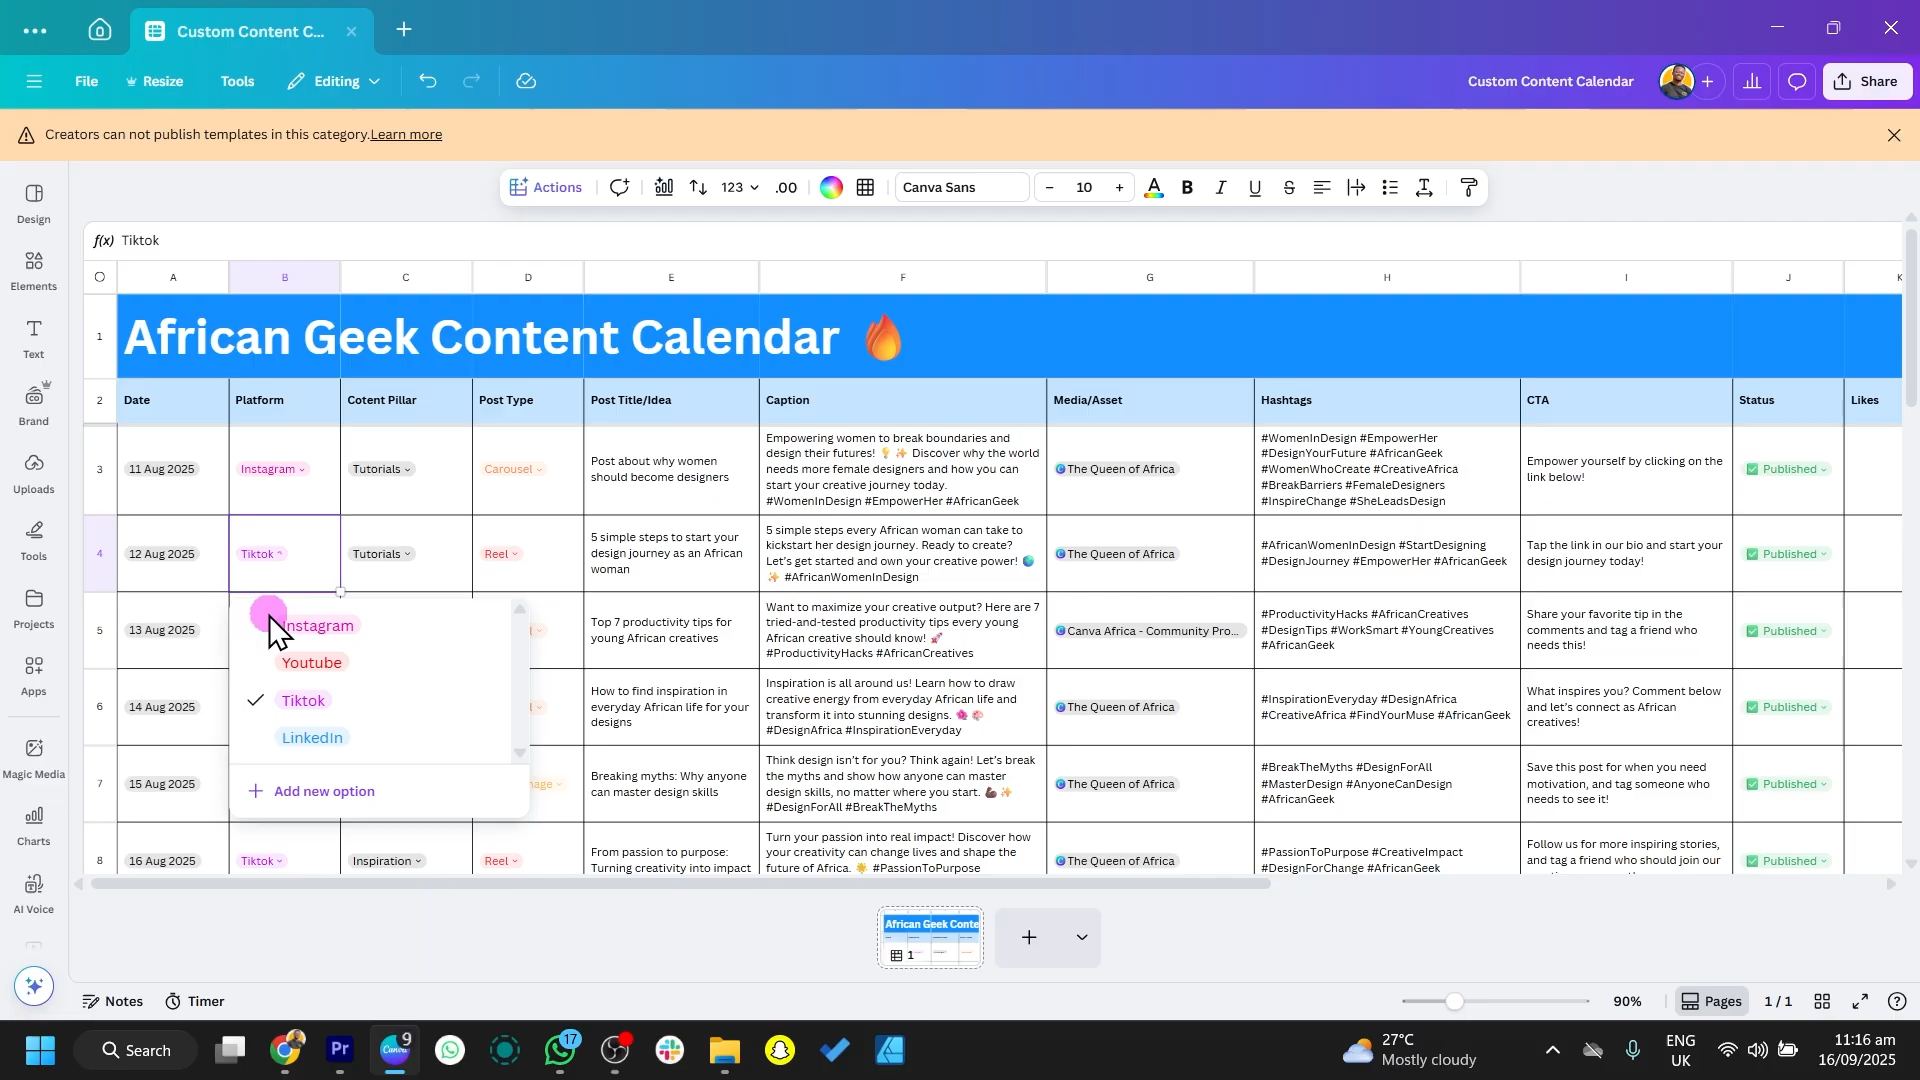 Custom Content C...
File
Resize
Tools
Editing
Custom Content Calendar
Share
Creators can not publish templates in this category.Learn more
Actions
123
.00
Canva Sans
– 10 +
A
B
I
U
S
Design
Elements
Text
Brand
Uploads
Tools
Projects
Apps
Magic Media
Charts
AI Voice
f(x) Tiktok
A B C D E F G H I J K
1
African Geek Content Calendar 🔥
2 Date Platform Cotent Pillar Post Type Post Title/Idea Caption Media/Asset Hashtags CTA Status Likes
3
11 Aug 2025
Instagram
Tutorials
Carousel
Post about why women
should become designers
Empowering women to break boundaries and
design their futures! 💡 ✨ Discover why the world
needs more female designers and how you can
start your creative journey today.
#WomenInDesign #EmpowerHer #AfricanGeek
The Queen of Africa
#WomenInDesign #EmpowerHer
#DesignYourFuture #AfricanGeek
#WomenWhoCreate #CreativeAfrica
#BreakBarriers #FemaleDesigners
#InspireChange #SheLeadsDesign
Empower yourself by clicking on the
link below!
✅ Published
4
12 Aug 2025
Tiktok
Tutorials
Reel
5 simple steps to start your
design journey as an African
woman
5 simple steps every African woman can take to
kickstart her design journey. Ready to create?
Let's get started and own your creative power! 🌍
✨ #AfricanWomenInDesign
The Queen of Africa
#AfricanWomenInDesign #StartDesigning
#DesignJourney #EmpowerHer #AfricanGeek
Tap the link in our bio and start your
design journey today!
✅ Published
5
13 Aug 2025
Top 7 productivity tips for
young African creatives
Want to maximize your creative output? Here are 7
tried-and-tested productivity tips every young
African creative should know! 🚀
#ProductivityHacks #AfricanCreatives
Canva Africa - Community Pro...
#ProductivityHacks #AfricanCreatives
#DesignTips #WorkSmart #YoungCreatives
#AfricanGeek
Share your favorite tip in the
comments and tag a friend who
needs this!
✅ Published
6
14 Aug 2025
How to find inspiration in
everyday African life for your
designs
Inspiration is all around us! Learn how to draw
creative energy from everyday African life and
transform it into stunning designs. 🌺 🎨
#DesignAfrica #InspirationEveryday
The Queen of Africa
#InspirationEveryday #DesignAfrica
#CreativeAfrica #FindYourMuse #AfricanGeek
What inspires you? Comment below
and let's connect as African
creatives!
✅ Published
7
15 Aug 2025
Breaking myths: Why anyone
can master design skills
Think design isn't for you? Think again! Let's break
the myths and show how anyone can master
design skills, no matter where you start. 💪🏿 ✨
#DesignForAll #BreakTheMyths
The Queen of Africa
#BreakTheMyths #DesignForAll
#MasterDesign #AnyoneCanDesign
#AfricanGeek
Save this post for when you need
motivation, and tag someone who
needs to see it!
✅ Published
8
16 Aug 2025
Tiktok
Inspiration
Reel
From passion to purpose:
Turning creativity into impact
Turn your passion into real impact! Discover how
your creativity can change lives and shape the
future of Africa. 🌟 #PassionToPurpose
The Queen of Africa
#PassionToPurpose #CreativeImpact
#DesignForChange #AfricanGeek
Follow us for more inspiring stories,
and tag a friend who should join our
✅ Published
Instagram
Youtube
Tiktok
LinkedIn
+ Add new option
African Geek Conte
1
Notes
Timer
90%
Pages
1 / 1
Search
Pr
Canva
9
17
27°C
Mostly cloudy
ENG
UK
11:16 am
16/09/2025